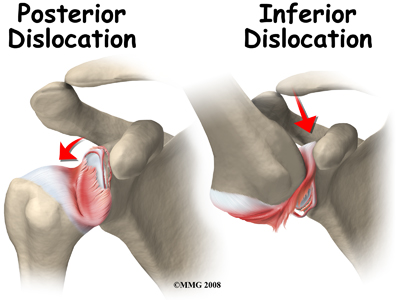 Posterior
Dislocation
Inferior
Dislocation
©MMG 2008